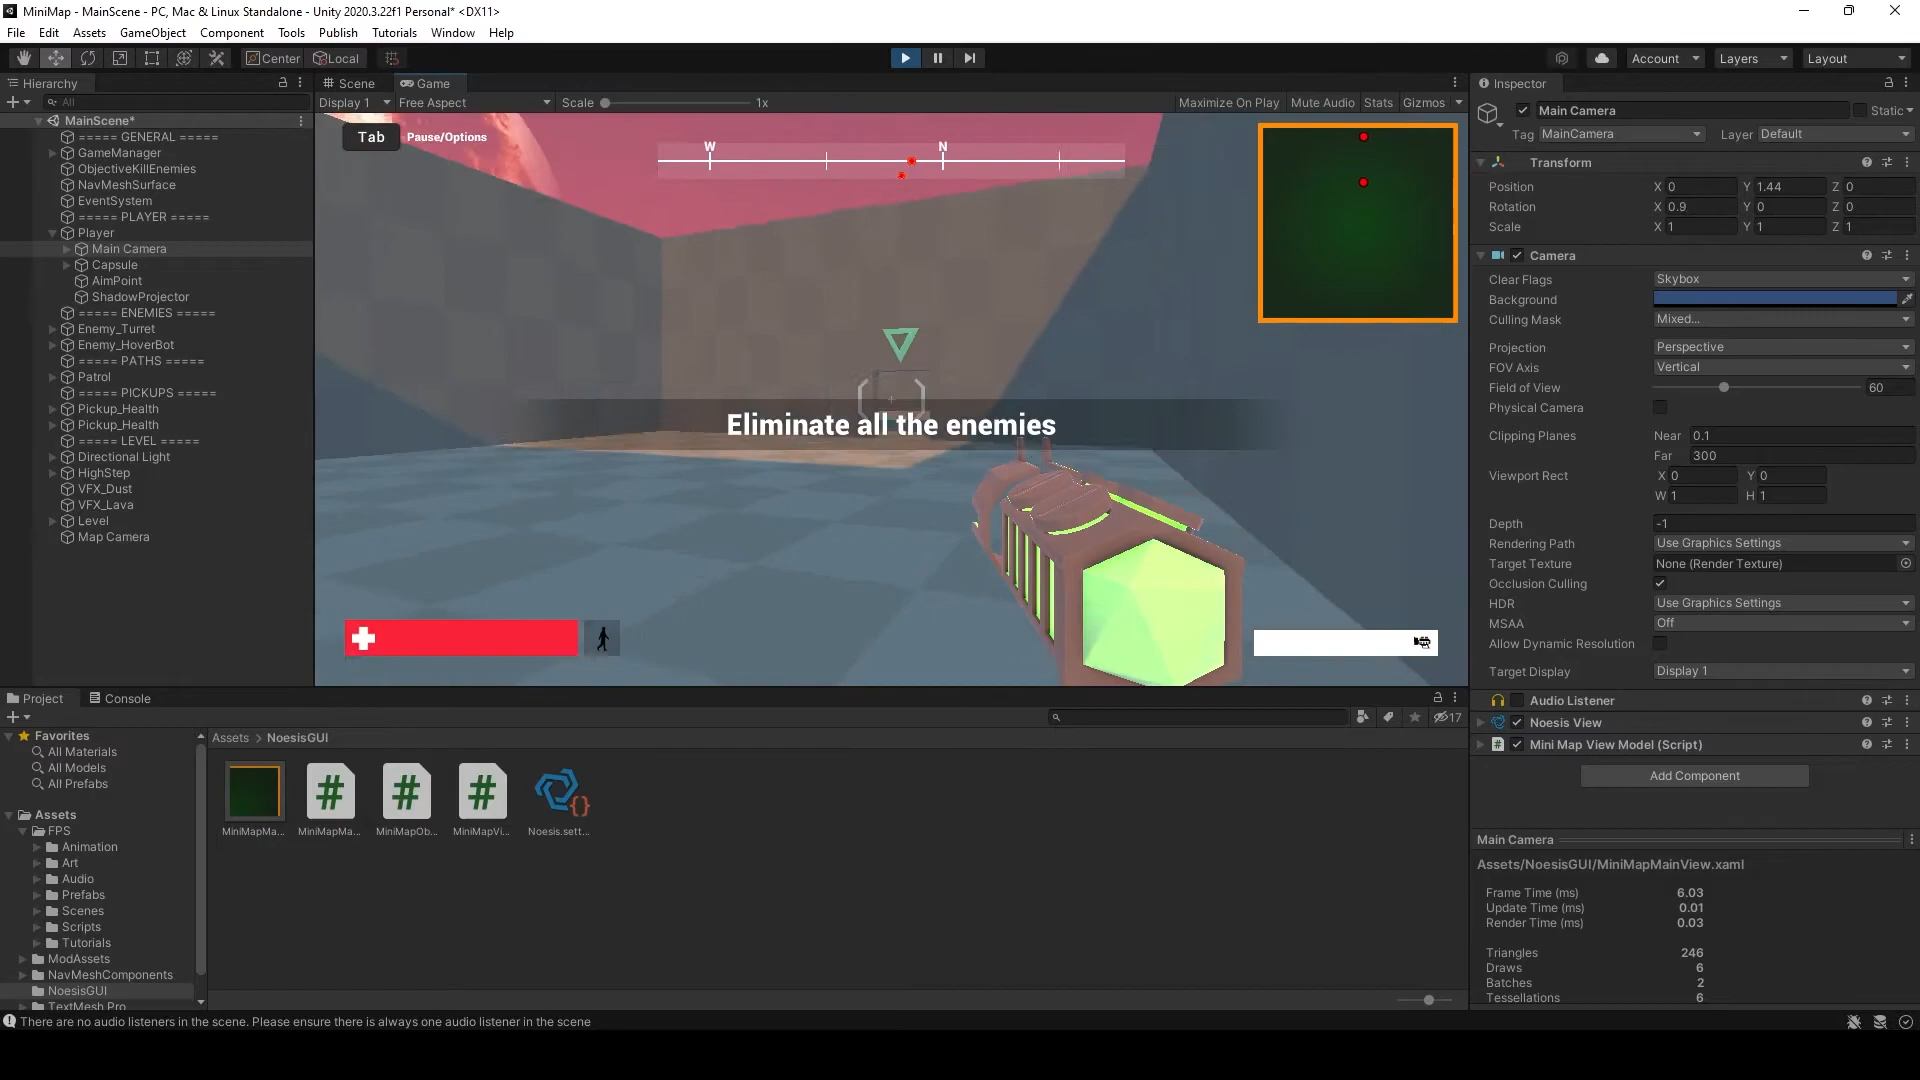 MiniMap - MainScene - PC, Mac & Linux Standalone - Unity 2020.3.22f1 Personal* <DX11>
File Edit Assets GameObject Component Tools Publish Tutorials Window Help
Center Local Account Layers Layout
Hierarchy
All
MainScene*
===== GENERAL =====
GameManager
ObjectiveKillEnemies
NavMeshSurface
EventSystem
===== PLAYER =====
Player
Main Camera
Capsule
AimPoint
ShadowProjector
===== ENEMIES =====
Enemy_Turret
Enemy_HoverBot
===== PATHS =====
Patrol
===== PICKUPS =====
Pickup_Health
Pickup_Health
===== LEVEL =====
Directional Light
HighStep
VFX_Dust
VFX_Lava
Level
Map Camera
Scene Game
Display 1 Free Aspect Scale 1x Maximize On Play Mute Audio Stats Gizmos
Tab Pause/Options
W N
Eliminate all the enemies
Inspector
Main Camera Static
Tag MainCamera Layer Default
Transform
Position X 0 Y 1.44 Z 0
Rotation X 0.9 Y 0 Z 0
Scale X 1 Y 1 Z 1
Camera
Clear Flags Skybox
Background
Culling Mask Mixed...
Projection Perspective
FOV Axis Vertical
Field of View 60
Physical Camera
Clipping Planes Near 0.1
Far 300
Viewport Rect X 0 Y 0
W 1 H 1
Depth -1
Rendering Path Use Graphics Settings
Target Texture None (Render Texture)
Occlusion Culling
HDR Use Graphics Settings
MSAA Off
Allow Dynamic Resolution
Target Display Display 1
Audio Listener
Noesis View
Mini Map View Model (Script)
Add Component
Main Camera
Assets/NoesisGUI/MiniMapMainView.xaml
Frame Time (ms) 6.03
Update Time (ms) 0.01
Render Time (ms) 0.03
Triangles 246
Draws 6
Batches 2
Tessellations 6
Project Console
17
Favorites
All Materials
All Models
All Prefabs
Assets
FPS
Animation
Art
Audio
Prefabs
Scenes
Scripts
Tutorials
ModAssets
NavMeshComponents
NoesisGUI
TextMesh Pro
Assets > NoesisGUI
MiniMapMa... MiniMapMa... MiniMapOb... MiniMapVi... Noesis.sett...
There are no audio listeners in the scene. Please ensure there is always one audio listener in the scene